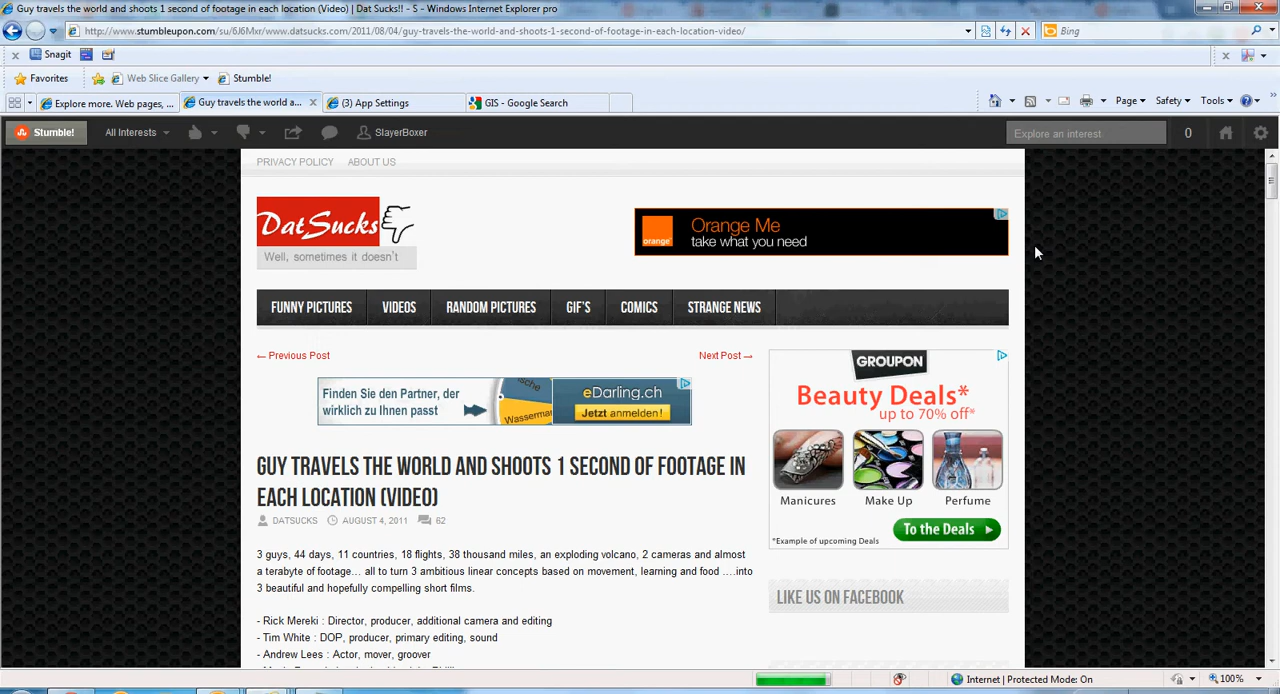 Guy travels the world and shoots 1 second of footage in each location (Video) | Dat Sucks!! - S - Windows Internet Explorer pro
http://www.stumbleupon.com/su/6J6Mxr/www.datsucks.com/2011/08/04/guy-travels-the-world-and-shoots-1-second-of-footage-in-each-location-video/
Bing
x Snagit
Favorites Web Slice Gallery Stumble!
Explore more. Web pages, ... Guy travels the world a... x (3) App Settings GIS - Google Search
Page Safety Tools
Stumble! All Interests SlayerBoxer Explore an interest 0
PRIVACY POLICY ABOUT US
DatSucks
Well, sometimes it doesn't
orange
Orange Me
take what you need
FUNNY PICTURES VIDEOS RANDOM PICTURES GIF'S COMICS STRANGE NEWS
← Previous Post Next Post →
Finden Sie den Partner, der
wirklich zu Ihnen passt
Wasserman
eDarling.ch
Jetzt anmelden!
GROUPON
Beauty Deals*
up to 70% off*
Manicures Make Up Perfume
To the Deals
*Example of upcoming Deals
GUY TRAVELS THE WORLD AND SHOOTS 1 SECOND OF FOOTAGE IN
EACH LOCATION (VIDEO)
DATSUCKS AUGUST 4, 2011 62
3 guys, 44 days, 11 countries, 18 flights, 38 thousand miles, an exploding volcano, 2 cameras and almost
a terabyte of footage... all to turn 3 ambitious linear concepts based on movement, learning and food ....into
3 beautiful and hopefully compelling short films.
- Rick Mereki : Director, producer, additional camera and editing
- Tim White : DOP, producer, primary editing, sound
- Andrew Lees : Actor, mover, groover
LIKE US ON FACEBOOK
Internet | Protected Mode: On 100%